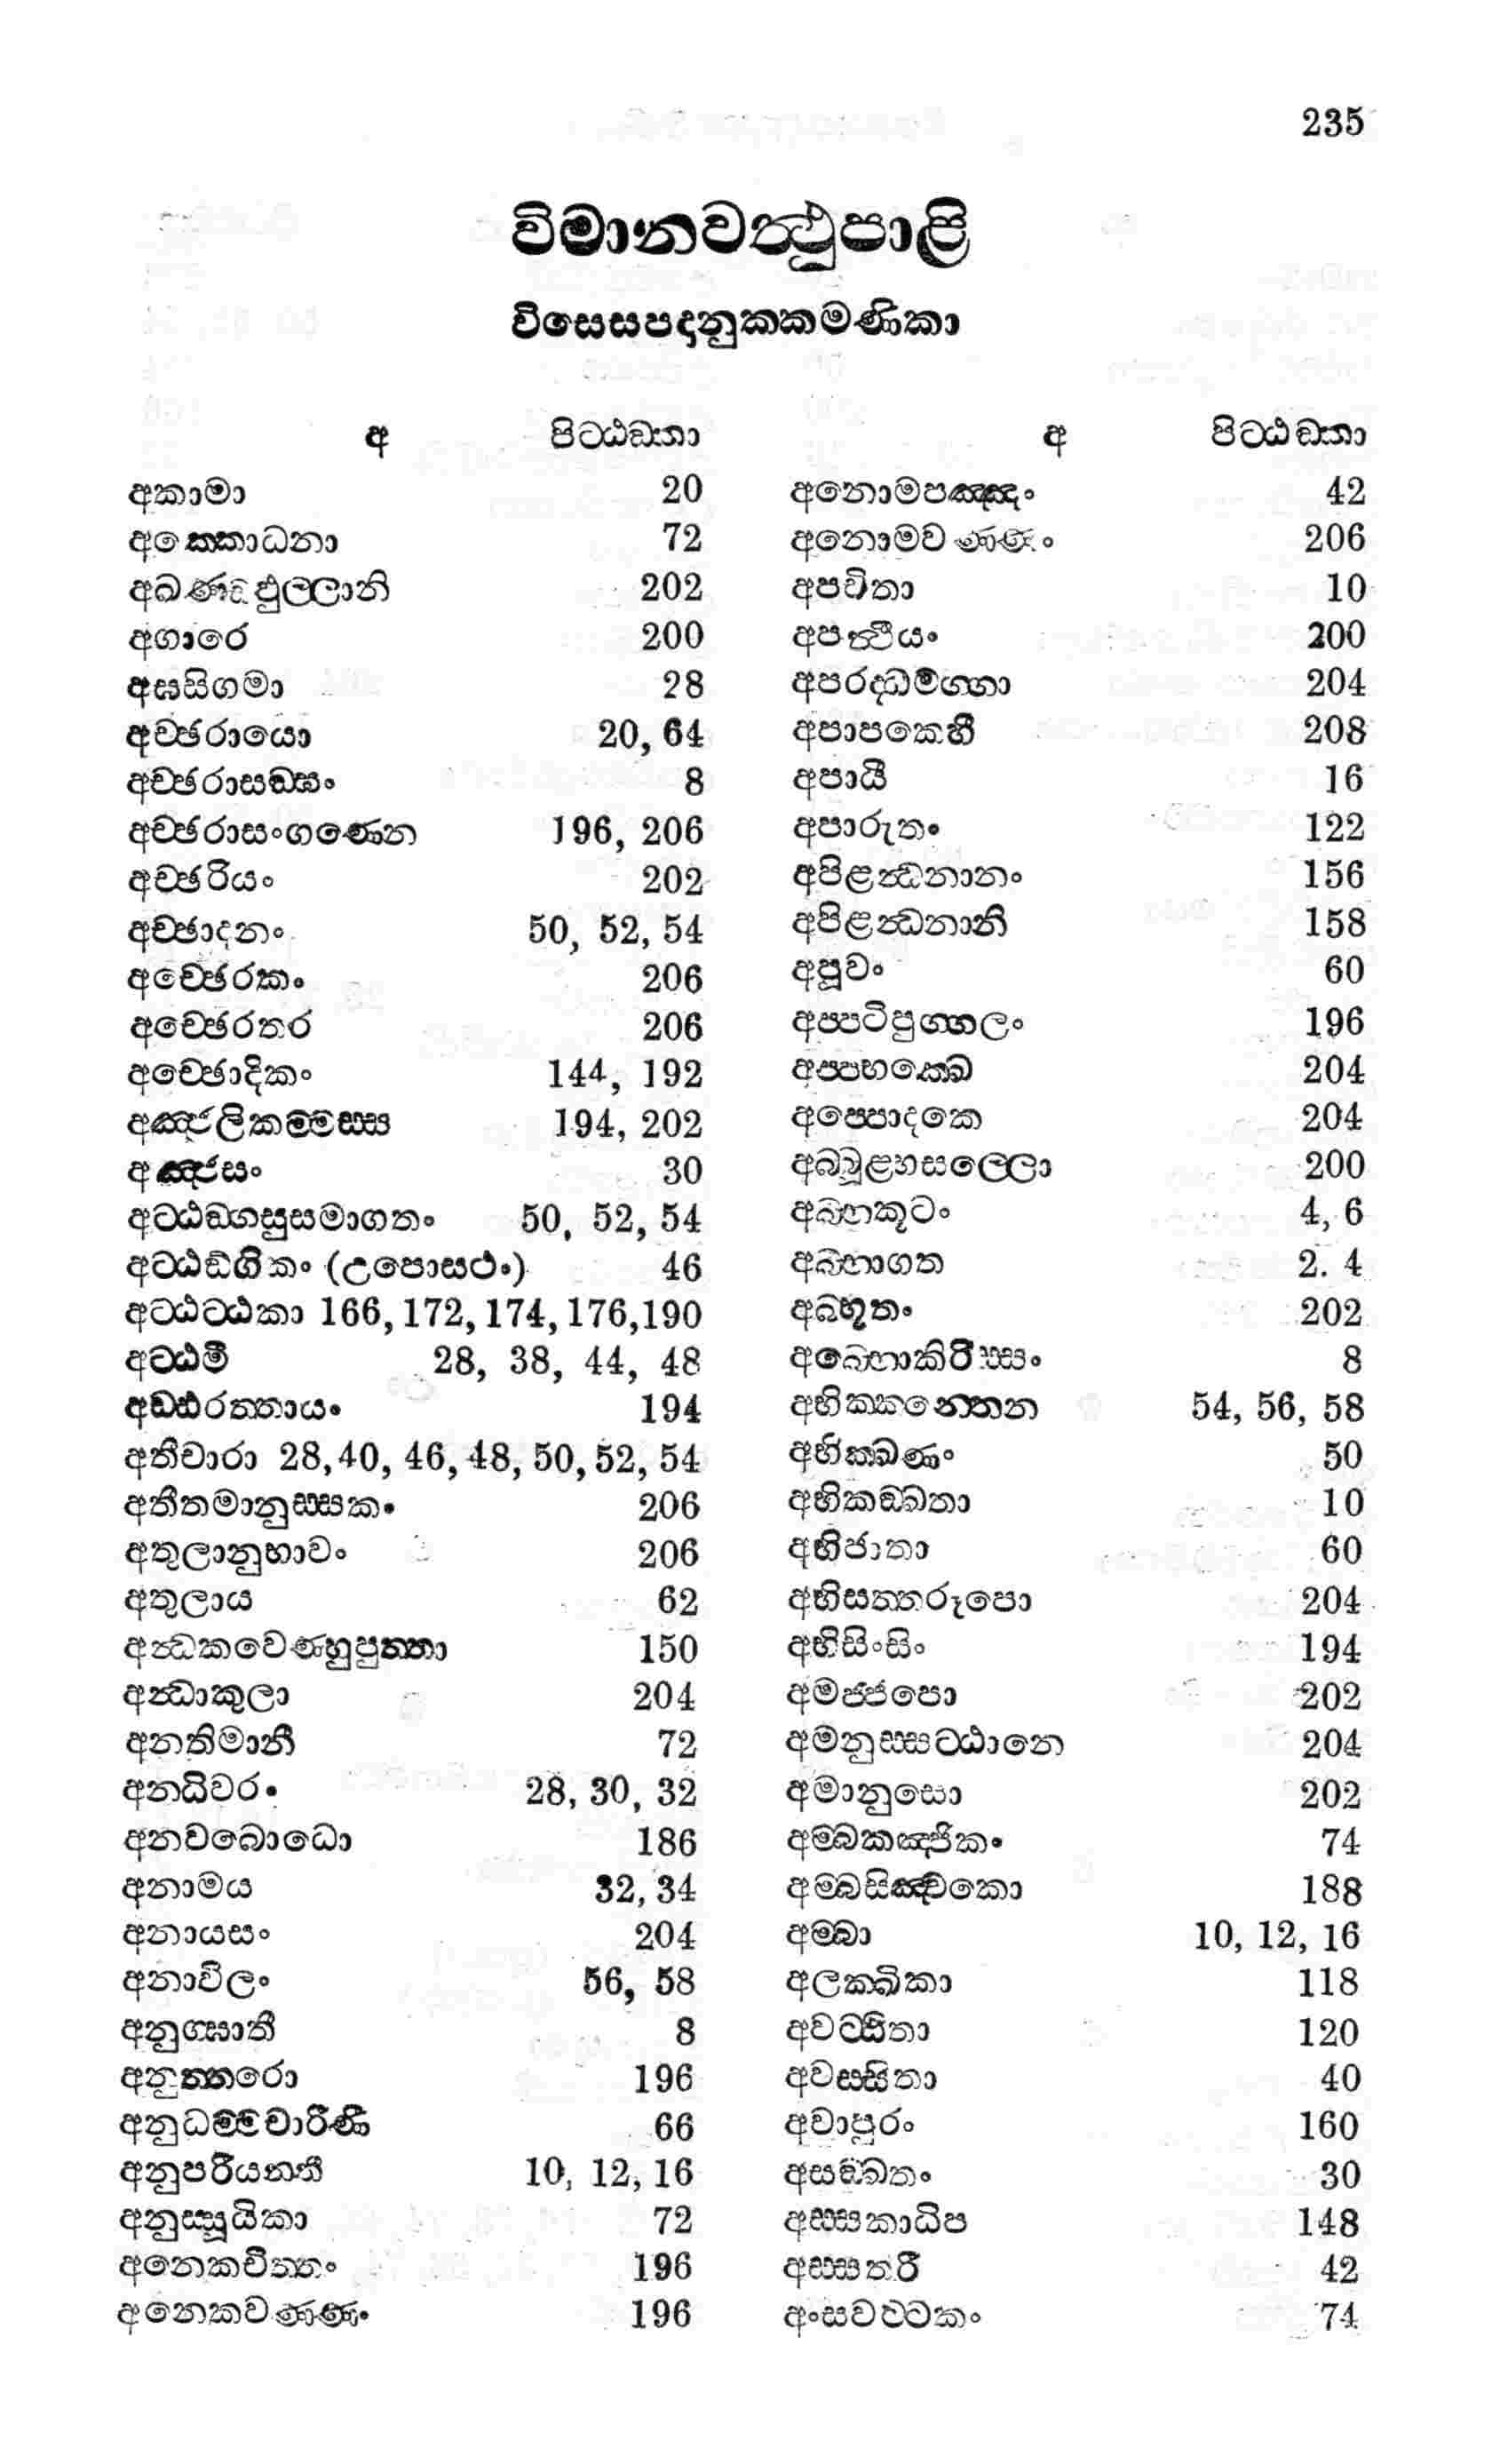 235
විමානවත්‍ථුපාළි
විසෙසපදානුක‍්කමණිකා
අ පිට‍්ඨඞ‍්කා
අකාමා 20
අක‍්කොධනා 72
අඛණ‍්ඩඵුල‍්ලානි 202
අගාරෙ 200
අඝසිගමා 28
අච‍්ඡරායො 20, 64
අච‍්ඡරාසඞ‍්ඝං 8
අච‍්ඡරාසංගණෙන 196, 206
අච‍්ඡරියං 202
අච‍්ඡාදනං 50, 52, 54
අච‍්ඡෙරකං 206
අච‍්ඡෙරතර 206
අච‍්ඡොදිකං 144, 192
අඤ‍්ජලිකම‍්මස‍්ස 194, 202
අඤ‍්ජසං 30
අට‍්ඨඞ‍්ගසුසමාගතං 50, 52, 54
අට‍්ඨඞ‍්ගිකං (උපොසථං) 46
අට‍්ඨට‍්ඨකා 166, 172, 174, 176,190
අට‍්ඨමී 28, 38, 44, 48
අඩ‍්ඪරත‍්තායං 194
අතිචාරා 28,40, 46, 48, 50, 52, 54
අතීතමානුස‍්සකං 206
අතුලානුභාවං 206
අතුලාය 62
අන්‍ධකවෙණ‍්හුපුත‍්තා 150
අන්‍ධාකුලා 204
අනතිමානී 72
අනධිවරං 28, 30, 32
අනවබොධො 186
අනාමය 32, 34
අනායසං 204
අනාවිලං 56, 58
අනුග‍්ඝාතී 8
අනුත‍්තරො 196
අනුධම‍්මචාරිණී 66
අනුපරියන‍්තී 10, 12, 16
අනුස‍්සූයිකා 72
අනෙකචිත‍්තං 196
අනෙකවණ‍්ණං 196
අ පිට‍්ඨඞ‍්කා
අනොමපඤ‍්ඤං 42
අනොමවණ‍්ණං 206
අපචිතා 10
අපත්‍ථියං 200
අපරද‍්ධමග‍්ගා 204
අපාපකෙහි 208
අපායී 16
අපාරුතං 122
අපිළන්‍ධනානං 156
අපිළන්‍ධනානි 158
අපූවං 60
අප‍්පටිපුග‍්ගලං 196
අප‍්පභක‍්ඛෙ 204
අප‍්පොදකෙ 204
අබ‍්බූළ‍්හසල‍්ලො 200
අබ‍්භකූටං 4, 6
අබ‍්භාගත 2. 4
අබ‍්භූතං 202
අබ‍්භොකිරිස‍්සං 8
අභික‍්කන‍්තෙන 54, 56, 58
අභික‍්ඛණං 50
අභිකඞ‍්ඛතා 10
අභිජාතා 60
අභිසත‍්තරූපො 204
අභිසිංසිං 194
අමජ‍්ජපො 202
අමනුස‍්සට‍්ඨානෙ 204
අමානුසො 202
අම‍්බකඤ‍්ජිකං 74
අම‍්බසිඤ‍්චකො 188
අම‍්බා 10, 12, 16
අලක‍්ඛිකා 118
අවට‍්ඨිතා 120
අවස‍්සිතා 40
අවාපුරං 160
අසඞ‍්ඛතං 30
අස‍්සකාධිප 148
අස‍්සතරී 42
අංසවට‍්ටකං 74